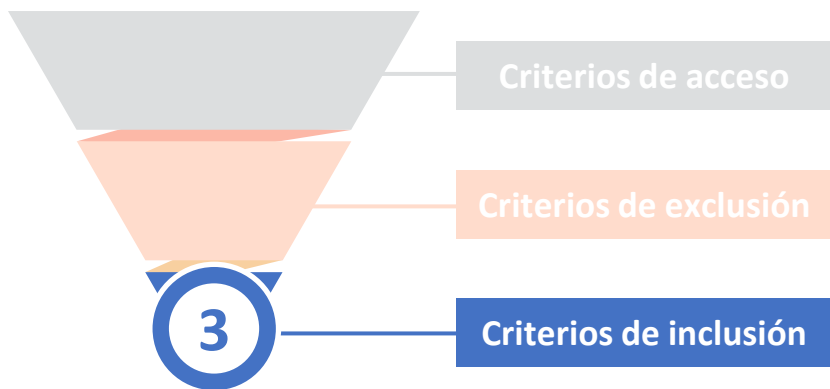 Criterios de acceso
Criterios de exclusión
3
Criterios de inclusión